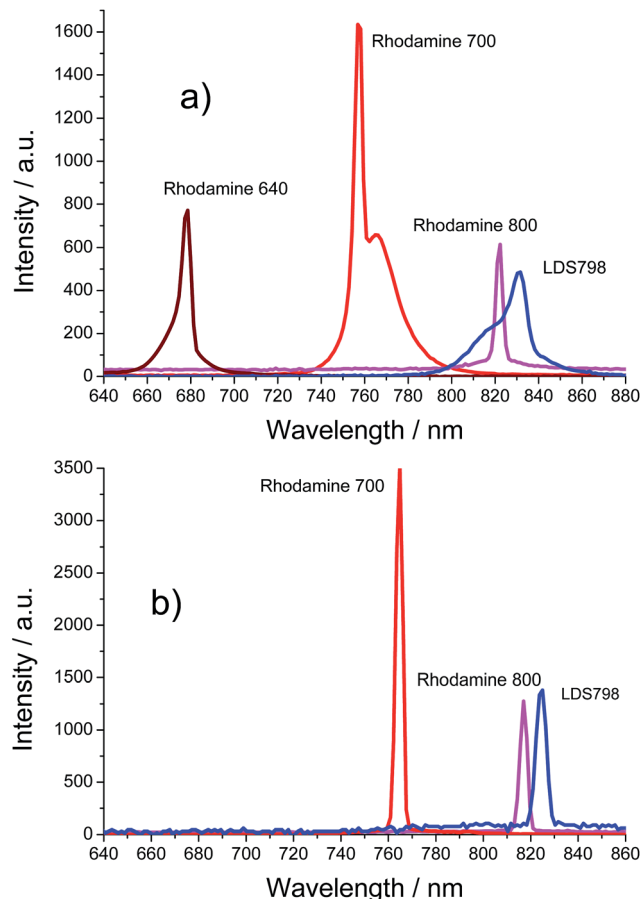 1600
1400
1200
1000
800
600
400
200
0
Intensity / a.u.
a)
Rhodamine 700
Rhodamine 640
Rhodamine 800
LDS798
640 660 680 700 720 740 760 780 800 820 840 860 880
Wavelength / nm
3500
3000
2500
2000
1500
1000
500
0
Intensity / a.u.
b)
Rhodamine 700
Rhodamine 800
LDS798
640 660 680 700 720 740 760 780 800 820 840 860
Wavelength / nm